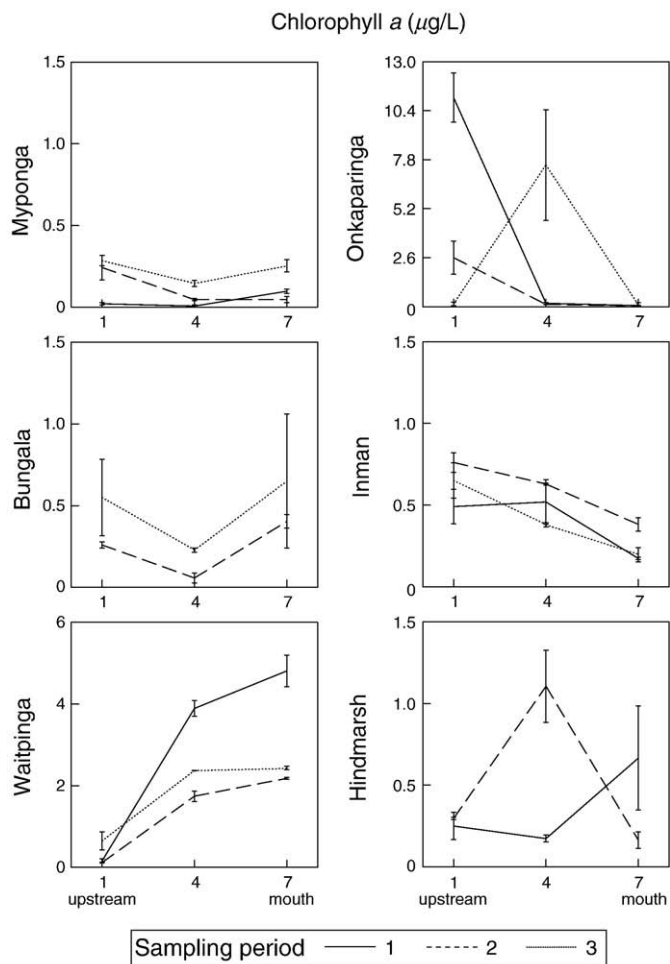 Chlorophyll a (µg/L)
Myponga
1.5
1.0
0.5
0
1 4 7
Onkaparinga
13.0
10.4
7.8
5.2
2.6
0
1 4 7
Bungala
1.5
1.0
0.5
0
1 4 7
Inman
1.5
1.0
0.5
0
1 4 7
Waitpinga
6
4
2
0
1 4 7
upstream mouth
Hindmarsh
1.5
1.0
0.5
0
1 4 7
upstream mouth
Sampling period 1 2 3